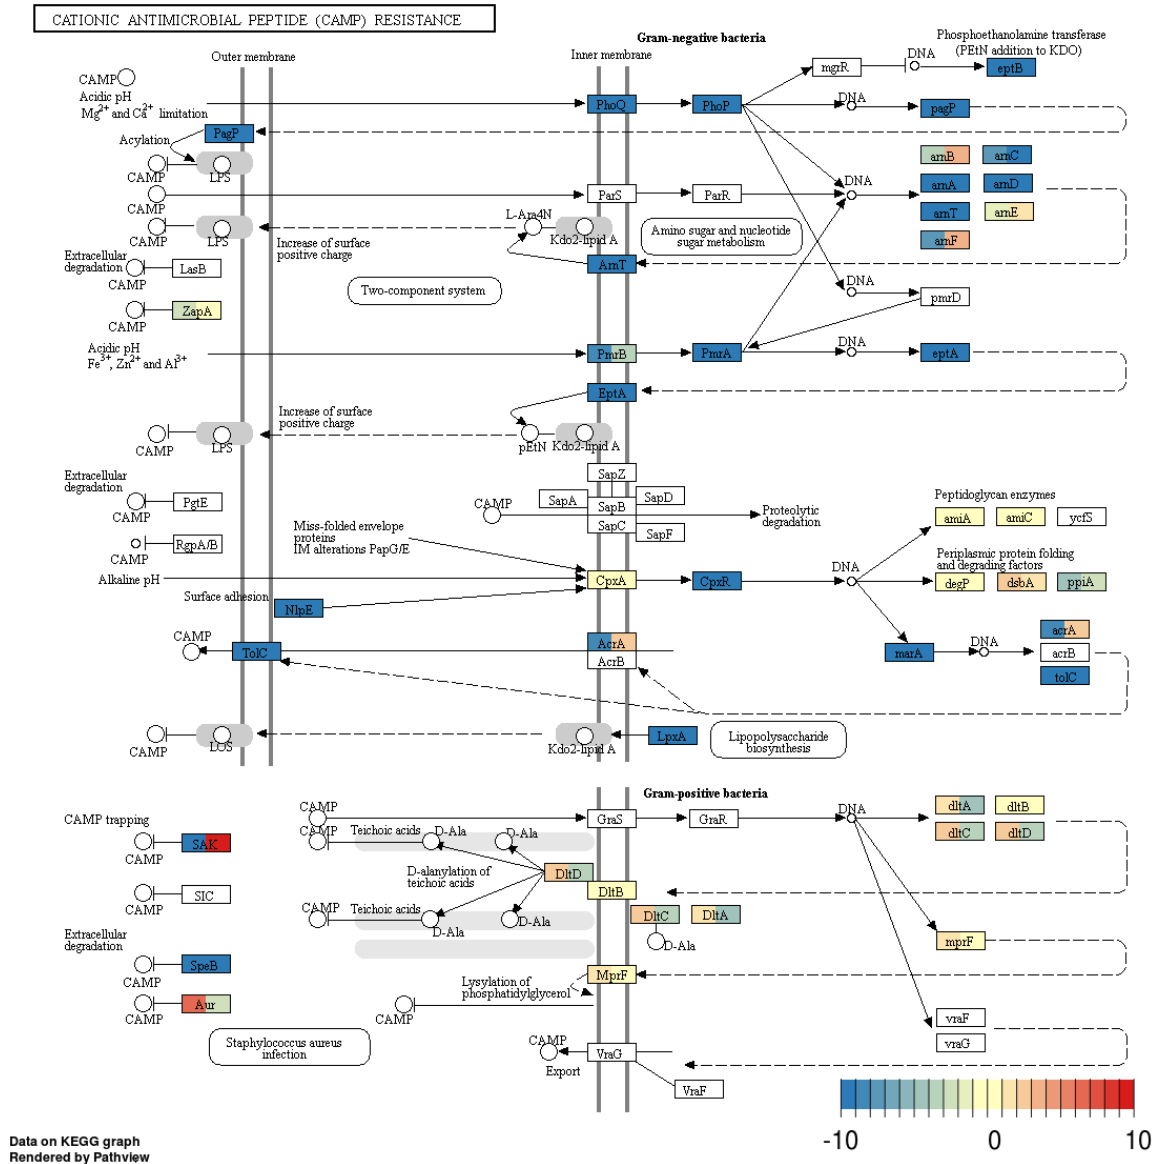 CATIONIC ANTIMICROBIAL PEPTIDE (CAMP) RESISTANCE
Gram-negative bacteria
Phosphoethanolamine transferase
(PEtN addition to KDO)
Outer membrane
Inner membrane
DNA
mgrR
eptB
CAMP
Acidic pH
Mg2+ and Ca2+ limitation
PhoQ
PhoP
DNA
pagP
PagP
Acylation
CAMP
LPS
arnB
arnC
CAMP
ParS
ParR
DNA
arnA
arnD
arnT
arnE
arnF
CAMP
LPS
Increase of surface
positive charge
L-Ara4N
Kdo2-lipid A
Amino sugar and nucleotide
sugar metabolism
ArnT
Extracellular
degradation
LasB
CAMP
Two-component system
DNA
pmrD
ZapA
CAMP
Acidic pH
Fe3+, Zn2+ and Al3+
PmrB
PmrA
DNA
eptA
EptA
Increase of surface
positive charge
CAMP
LPS
pEtN
Kdo2-lipid A
Extracellular
degradation
PgtE
CAMP
SapZ
SapA
SapD
SapB
SapC
SapF
CAMP
Proteolytic
degradation
Peptidoglycan enzymes
amiA
amiC
ycfS
RgpA/B
CAMP
Miss-folded envelope
proteins
IM alterations PapG/E
Periplasmic protein folding
and degrading factors
Alkaline pH
CpxA
CpxR
DNA
degP
dsbA
ppiA
Surface adhesion
NlpE
CAMP
TolC
AcrA
AcrB
marA
DNA
acrA
acrB
tolC
CAMP
LOS
Kdo2-lipid A
LpxA
Lipopolysaccharide
biosynthesis
Gram-positive bacteria
CAMP trapping
CAMP
GraS
GraR
DNA
dltA
dltB
dltC
dltD
SAK
CAMP
CAMP
Teichoic acids
D-Ala
D-Ala
D-alanylation of
teichoic acids
DltD
DltB
SIC
CAMP
CAMP
Teichoic acids
D-Ala
D-Ala
DltC
DltA
D-Ala
mprF
Extracellular
degradation
SpeB
CAMP
Lysylation of
phosphatidylglycerol
MprF
Aur
CAMP
CAMP
vraF
vraG
Staphylococcus aureus
infection
CAMP
Export
VraG
VraF
-10
0
10
Data on KEGG graph
Rendered by Pathview